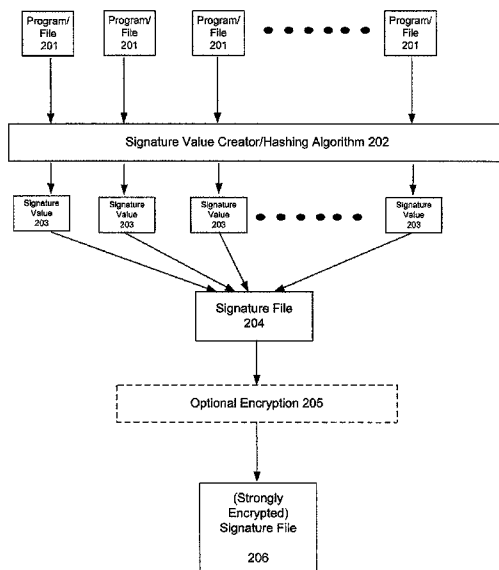 Program/
File
201
Program/
File
201
Program/
File
201
Program/
File
201
Signature Value Creator/Hashing Algorithm 202
Signature
Value
203
Signature
Value
203
Signature
Value
203
Signature
Value
203
Signature File
204
Optional Encryption 205
(Strongly
Encrypted)
Signature File
206